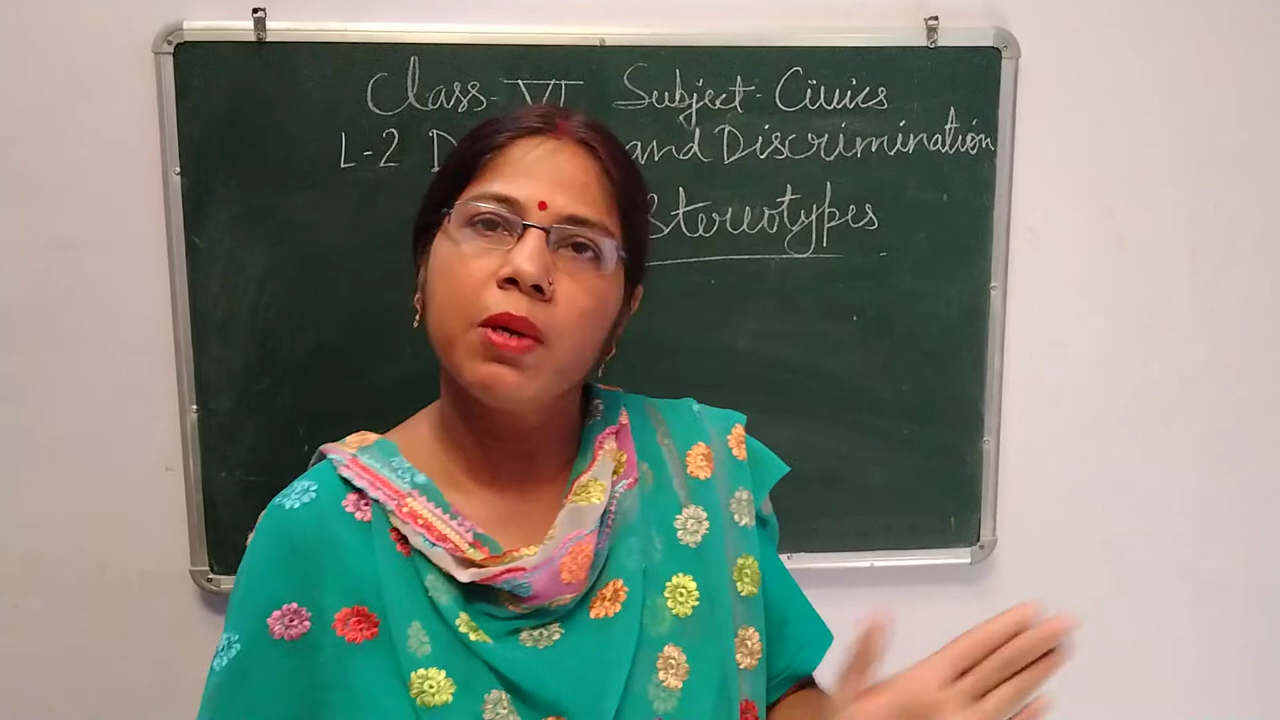 Class-VI Subject-Civics
L-2 D and Discrimination
Stereotypes